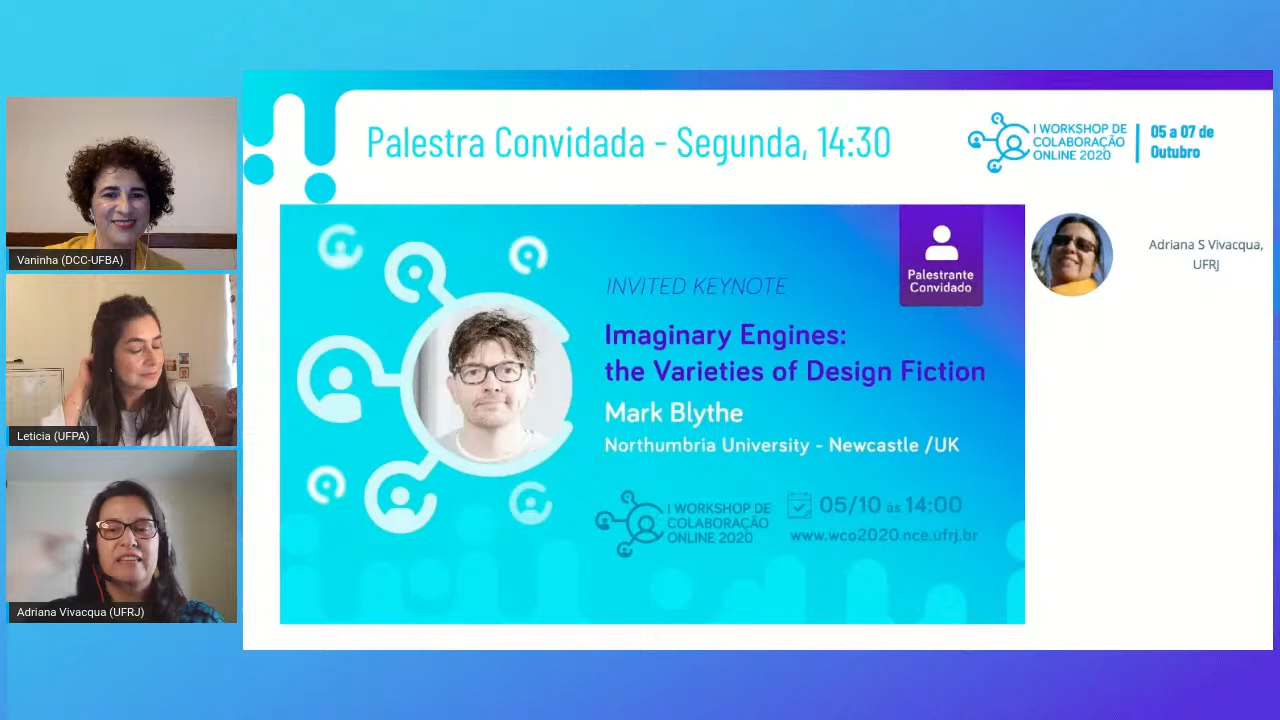 Palestra Convidada - Segunda, 14:30
I WORKSHOP DE
COLABORAÇÃO
ONLINE 2020
05 a 07 de
Outubro
Vaninha (DCC-UFBA)
Leticia (UFPA)
Adriana Vivacqua (UFRJ)
Palestrante
Convidado
INVITED KEYNOTE
Imaginary Engines:
the Varieties of Design Fiction
Mark Blythe
Northumbria University - Newcastle /UK
I WORKSHOP DE
COLABORAÇÃO
ONLINE 2020
05/10 às 14:00
www.wco2020.nce.ufrj.br
Adriana S Vivacqua,
UFRJ